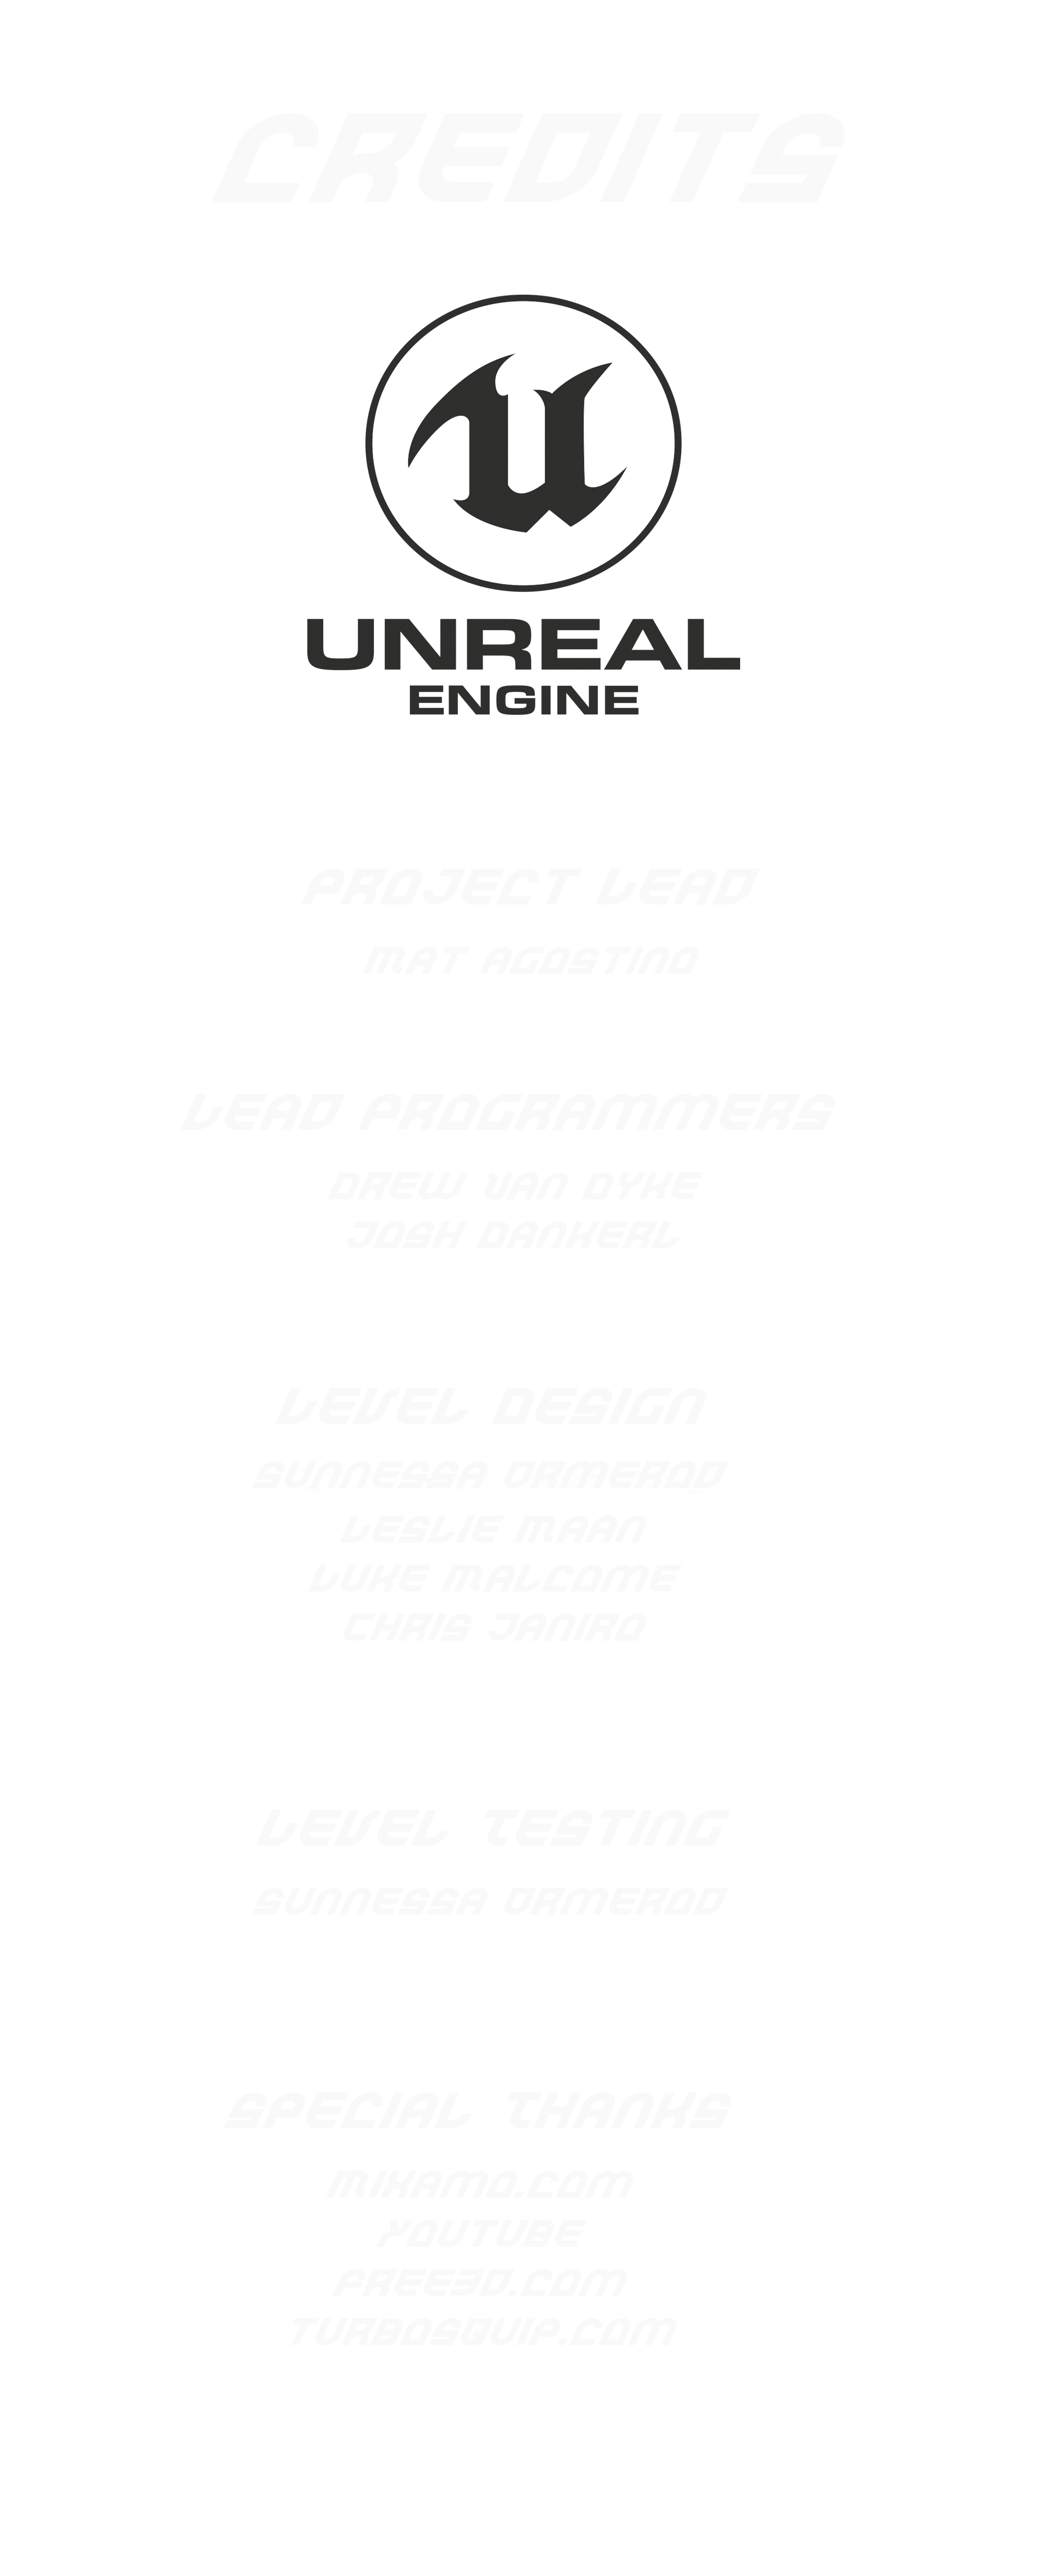 CREDITS
UNREAL
ENGINE
PROJECT LEAD
MAT AGOSTINO
LEAD PROGRAMMERS
DREW VAN DYKE
JOSH DANKERL
LEVEL DESIGN
SUNNESSA ORMEROD
LESLIE MAAN
LUKE MALCOME
CHRIS JANIRO
LEVEL TESTING
SUNNESSA ORMEROD
SPECIAL THANKS
MIXAMO.COM
YOUTUBE
FREE3D.COM
TURBOSQUIP.COM